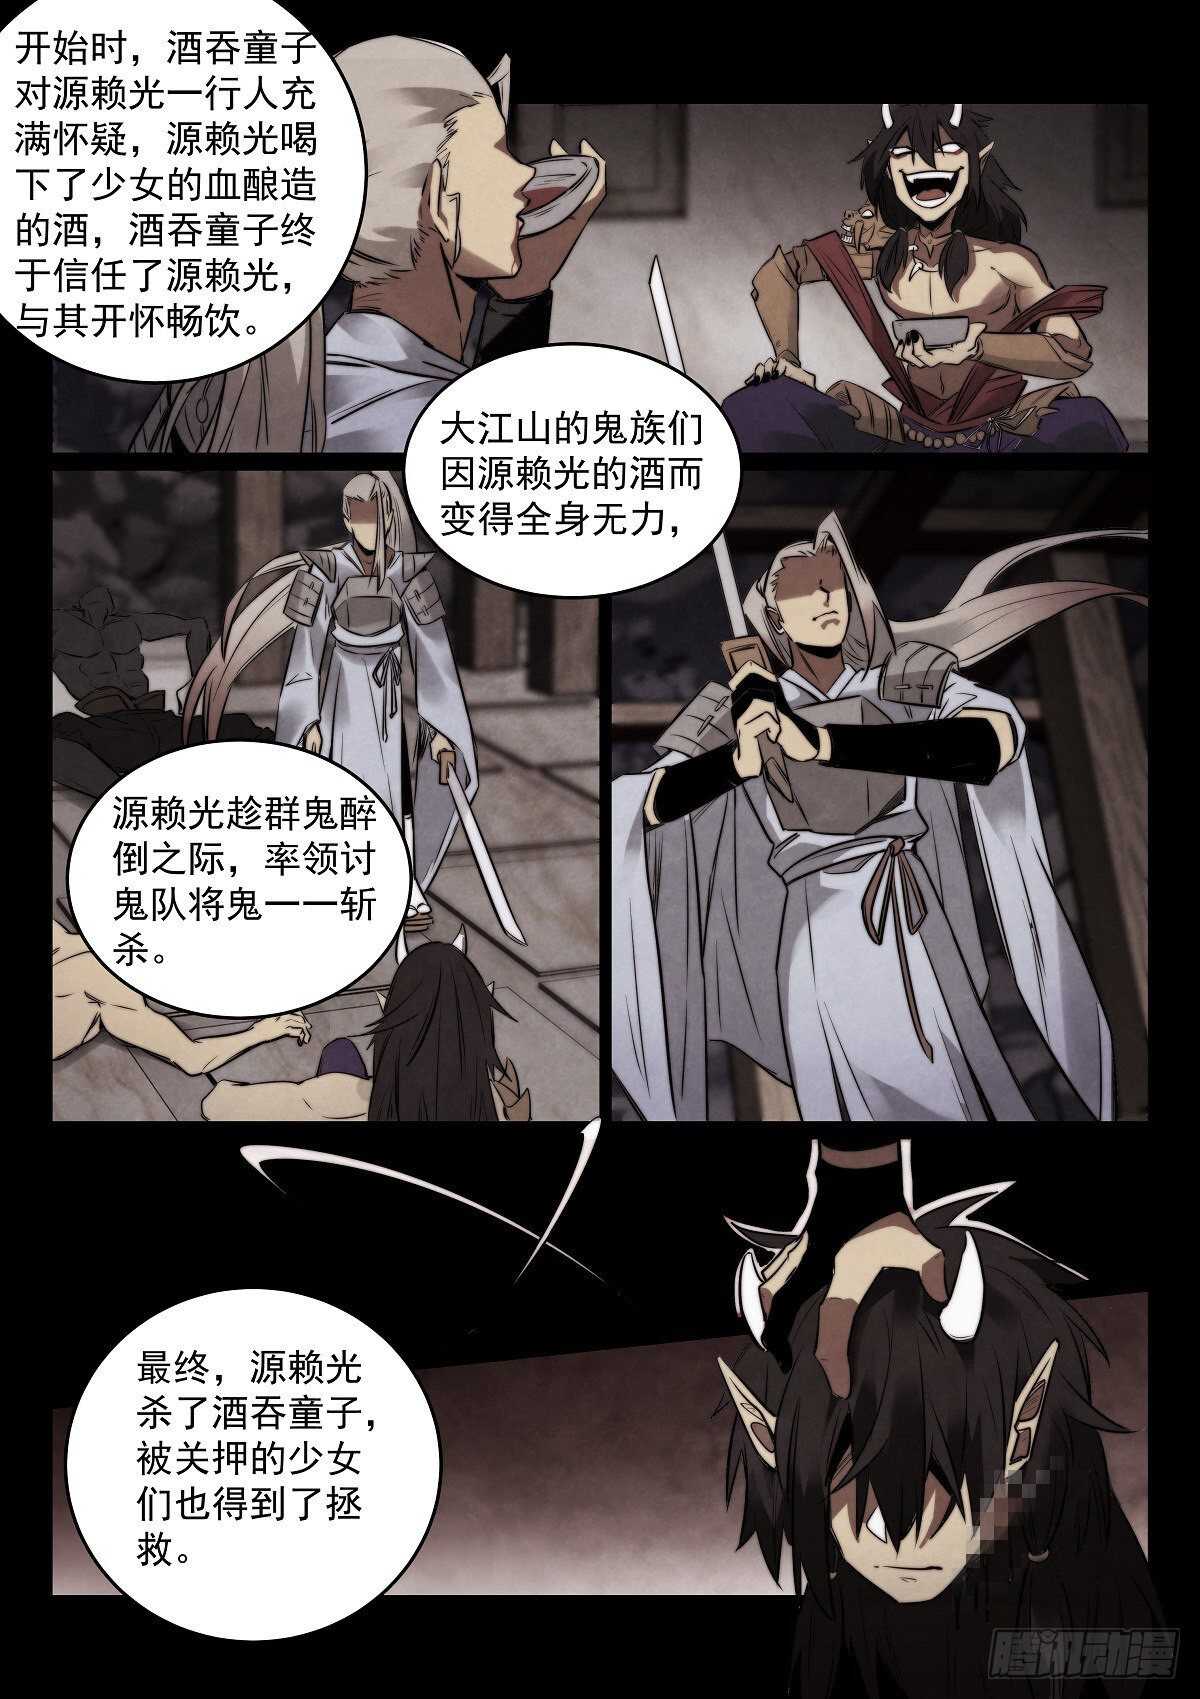 开始时，酒吞童子
对源赖光一行人充
满怀疑，源赖光喝
下了少女的血酿造
的酒，酒吞童子终
于信任了源赖光，
与其开怀畅饮。
大江山的鬼族们
因源赖光的酒而
变得全身无力，
源赖光趁群鬼醉
倒之际，率领讨
鬼队将鬼一一斩
杀。
最终，源赖光
杀了酒吞童子，
被关押的少女
们也得到了拯
救。
腾讯动漫